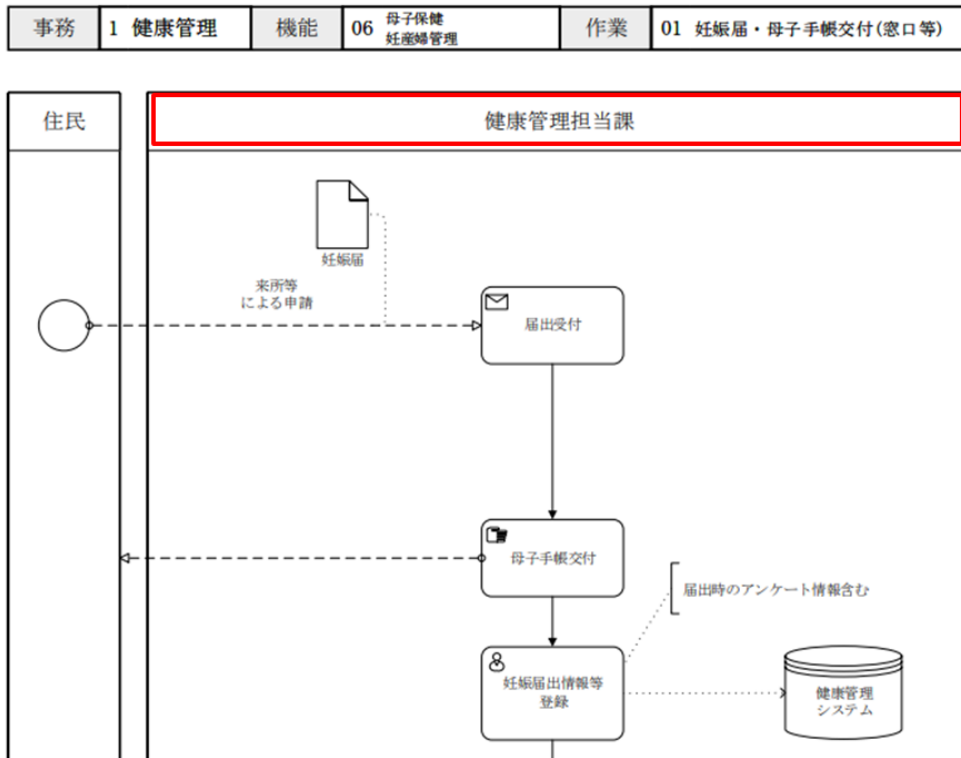 事務 1 健康管理 機能 06 母子保健
妊産婦管理
作業 01 妊娠届・母子手帳交付(窓口等)
住民
健康管理担当課
妊娠届
来所等
による申請
届出受付
母子手帳交付
届出時のアンケート情報含む
妊娠届出情報等
登録
健康管理
システム